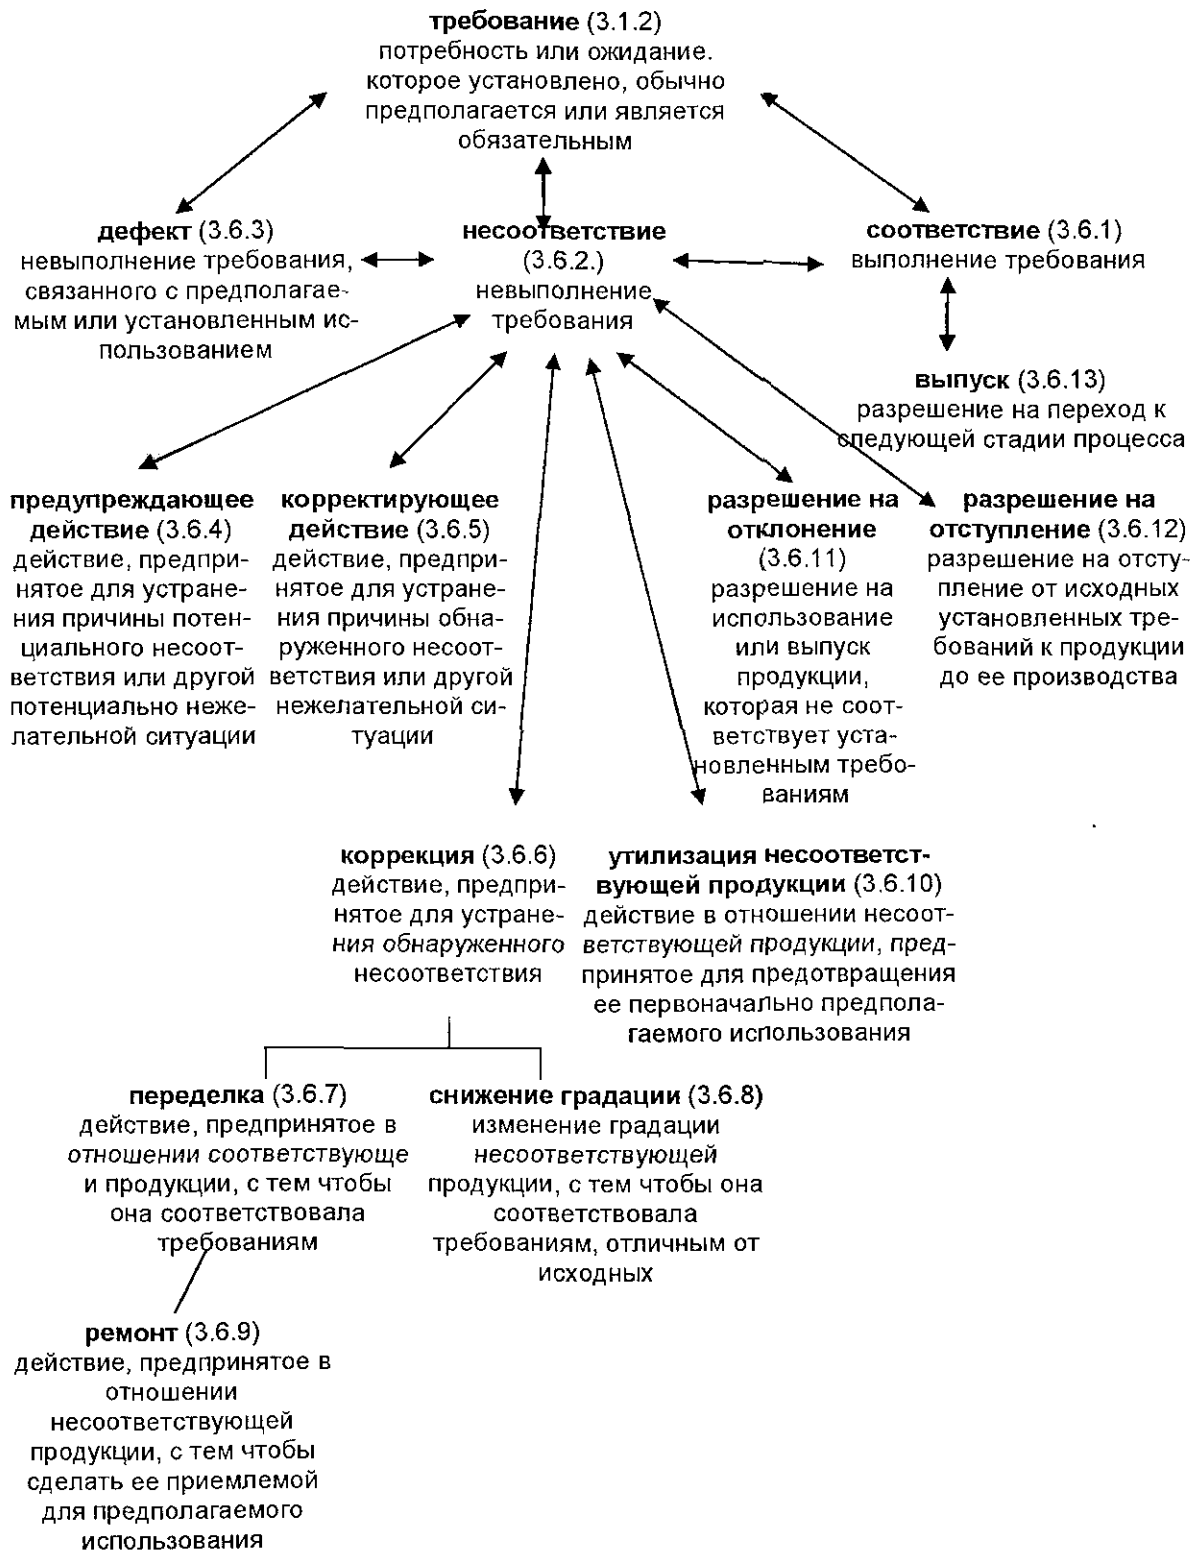 требование (3.1.2)
потребность или ожидание.
которое установлено, обычно
предполагается или является
обязательным
дефект (3.6.3)
невыполнение требования,
связанного с предполагае-
мым или установленным ис-
пользованием
несоответствие
(3.6.2.)
невыполнение
требования
соответствие (3.6.1)
выполнение требования
выпуск (3.6.13)
разрешение на переход к
следующей стадии процесса
предупреждающее
действие (3.6.4)
действие, предпри-
нятое для устране-
ния причины потен-
циального несоот-
ветствия или другой
потенциально неже-
лательной ситуации
корректирующее
действие (3.6.5)
действие, предпри-
нятое для устране-
ния причины обна-
руженного несоот-
ветствия или другой
нежелательной си-
туации
разрешение на
отклонение
(3.6.11)
разрешение на
использование
или выпуск
продукции,
которая не соот-
ветствует уста-
новленным требо-
ваниям
разрешение на
отступление (3.6.12)
разрешение на отсту-
пление от исходных
установленных тре-
бований к продукции
до ее производства
коррекция (3.6.6)
действие, предпри-
нятое для устране-
ния обнаруженного
несоответствия
утилизация несоответст-
вующей продукции (3.6.10)
действие в отношении несоот-
ветствующей продукции, пред-
принятое для предотвращения
ее первоначально предпола-
гаемого использования
переделка (3.6.7)
действие, предпринятое в
отношении соответствующе
и продукции, с тем чтобы
она соответствовала
требованиям
снижение градации (3.6.8)
изменение градации
несоответствующей
продукции, с тем чтобы она
соответствовала
требованиям, отличным от
исходных
ремонт (3.6.9)
действие, предпринятое в
отношении
несоответствующей
продукции, с тем чтобы
сделать ее приемлемой
для предполагаемого
использования